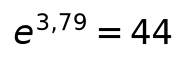 e^{3,79} = 44